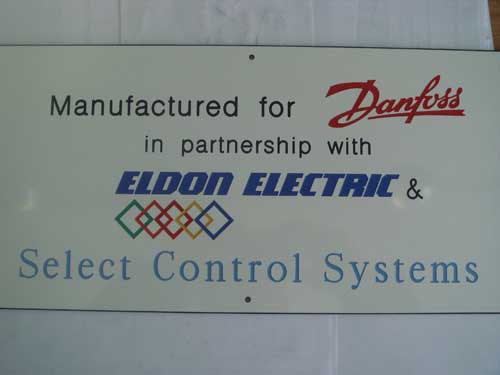 Manufactured for Danfoss
in partnership with
ELDON ELECTRIC &
Select Control Systems